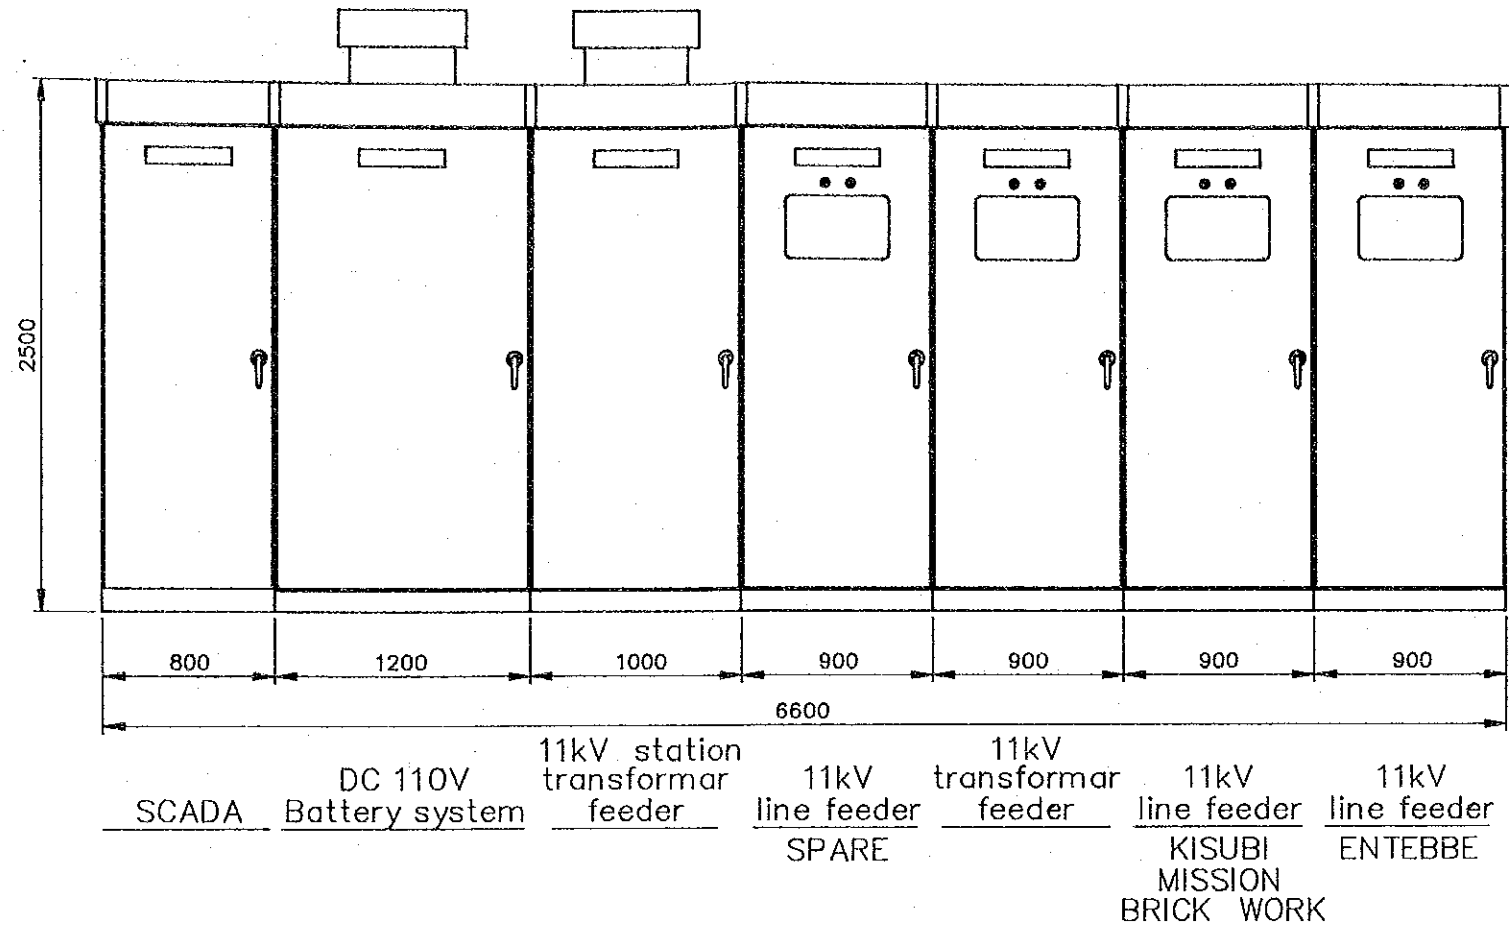 2500
800
1200
1000
900
900
900
900
6600
SCADA
DC 110V
Battery system
11kV station
transformar
feeder
11kV
line feeder
SPARE
11kV
transformar
feeder
11kV
line feeder
KISUBI
MISSION
BRICK WORK
11kV
line feeder
ENTEBBE